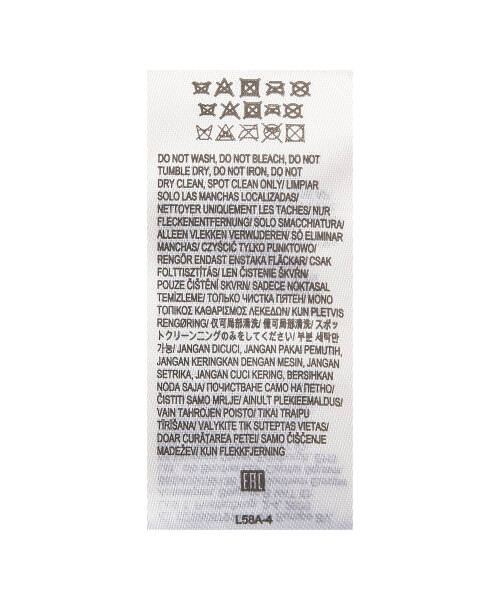 DO NOT WASH, DO NOT BLEACH, DO NOT
TUMBLE DRY, DO NOT IRON, DO NOT
DRY CLEAN, SPOT CLEAN ONLY/ LIMPIAR
SOLO LAS MANCHAS LOCALIZADAS/
NETTOYER UNIQUEMENT LES TACHES/ NUR
FLECKENENTFERNUNG/ SOLO SMACCHIATURA/
ALLEEN VLEKKEN VERWIJDEREN/ SÓ ELIMINAR
MANCHAS/ CZYŚCIĆ TYLKO PUNKTOWO/
RENGÖR ENDAST ENSTAKA FLÄCKAR/ CSAK
FOLTTISZTÍTÁS/ LEN ČISTENIE ŠKVŔN/
POUZE ČIŠTĚNÍ SKVRN/ SADECE NOKTASAL
TEMİZLEME/ ТОЛЬКО ЧИСТКА ПЯТЕН/ ΜΟΝΟ
ΤΟΠΙΚΟΣ ΚΑΘΑΡΙΣΜΟΣ ΛΕΚΕΔΩΝ/ KUN PLETVIS
RENGØRING/ 仅可局部清洗/ 僅可局部清洗/ スポッ
トクリーニングのみをしてください/ 부분 세탁만
가능/ JANGAN DICUCI, JANGAN PAKAI PEMUTIH,
JANGAN KERINGKAN DENGAN MESIN, JANGAN
SETRIKA, JANGAN CUCI KERING, BERSIHKAN
NODA SAJA/ ПОЧИСТВАНЕ САМО НА ПЕТНО/
ČISTITI SAMO MRLJE/ AINULT PLEKIEEMALDUS/
VAIN TAHROJEN POISTO/ TIKAI TRAIPU
TĪRĪŠANA/ VALYKITE TIK SUTEPTAS VIETAS/
DOAR CURĂȚAREA PETEI/ SAMO ČIŠČENJE
MADEŽEV/ KUN FLEKKFJERNING
EAC
L58A-4